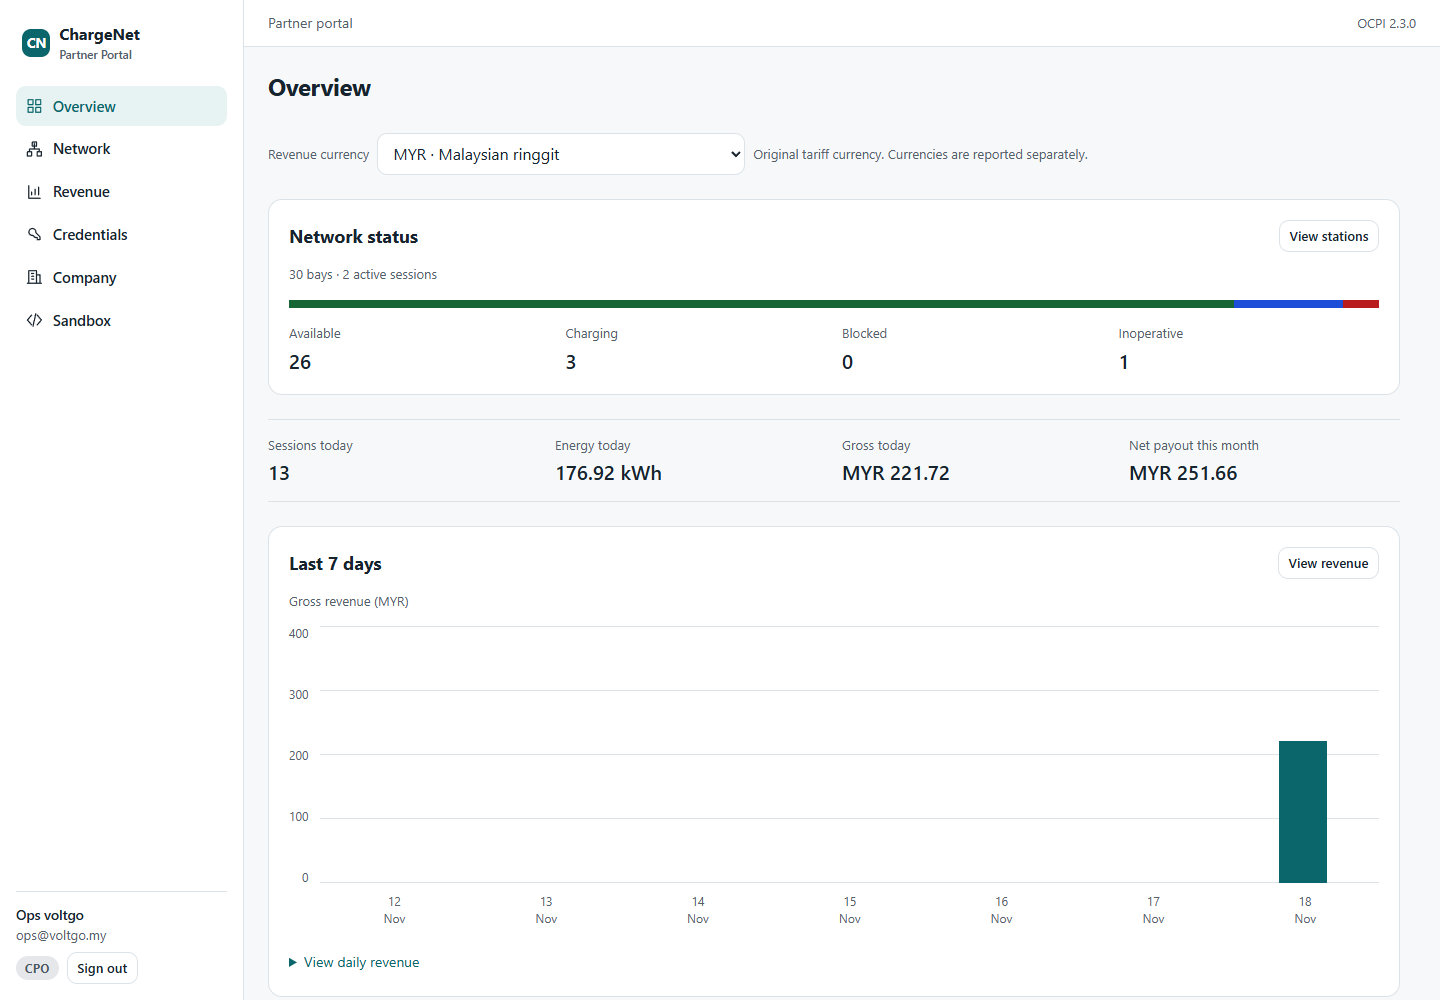 CN
ChargeNet
Partner Portal
Overview
Network
Revenue
Credentials
Company
Sandbox
Ops voltgo
ops@voltgo.my
CPO
Sign out
Partner portal
OCPI 2.3.0
Overview
Revenue currency
MYR · Malaysian ringgit
Original tariff currency. Currencies are reported separately.
Network status
View stations
30 bays · 2 active sessions
Available
26
Charging
3
Blocked
0
Inoperative
1
Sessions today
13
Energy today
176.92 kWh
Gross today
MYR 221.72
Net payout this month
MYR 251.66
Last 7 days
View revenue
Gross revenue (MYR)
400
300
200
100
0
12
Nov
13
Nov
14
Nov
15
Nov
16
Nov
17
Nov
18
Nov
View daily revenue